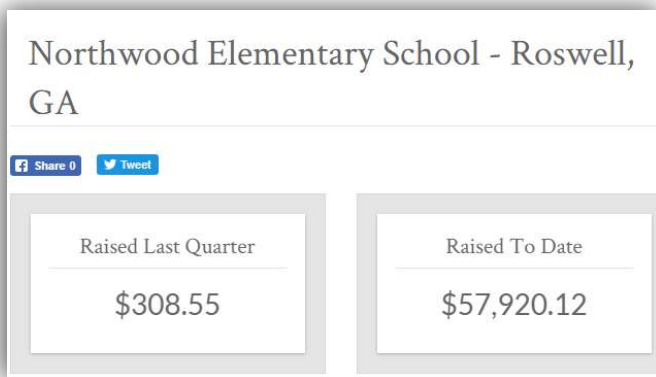 Northwood Elementary School - Roswell,
GA
Share 0
Tweet
Raised Last Quarter
$308.55
Raised To Date
$57,920.12